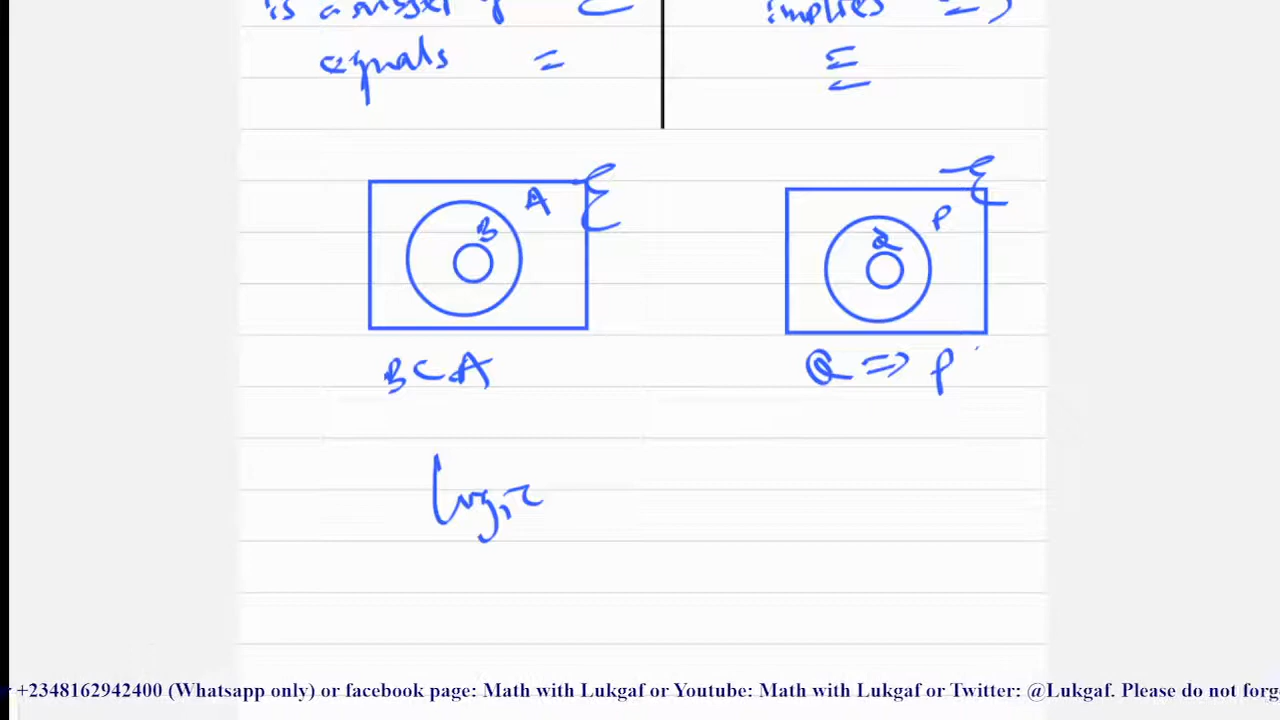 is a subset of ⊂
implies ⇒
equals =
≡
A
B
ξ
P
Q
ξ
B ⊂ A
Q ⇒ P
Logic
+2348162942400 (Whatsapp only) or facebook page: Math with Lukgaf or Youtube: Math with Lukgaf or Twitter: @Lukgaf. Please do not forg